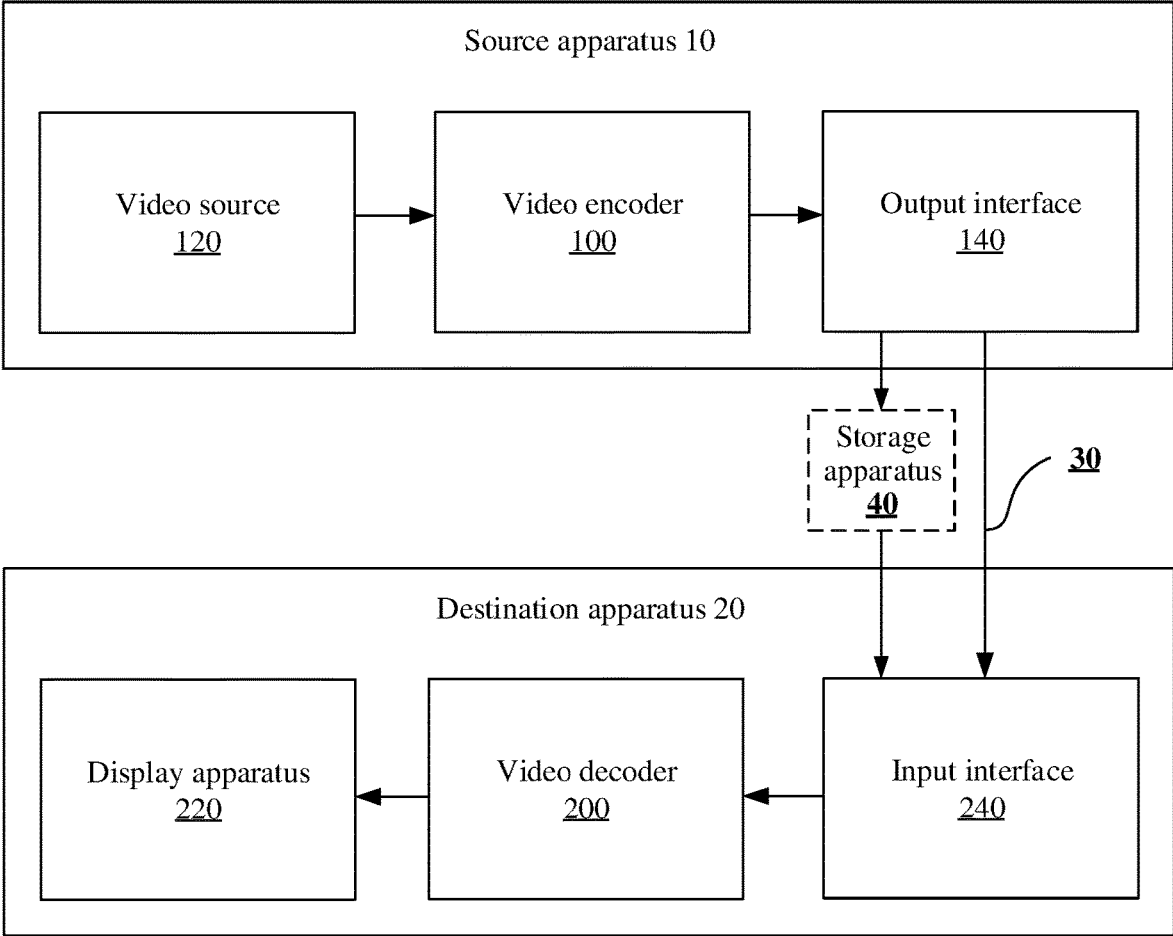 Source apparatus 10
Video source
120
Video encoder
100
Output interface
140
Storage
apparatus
40
30
Destination apparatus 20
Display apparatus
220
Video decoder
200
Input interface
240